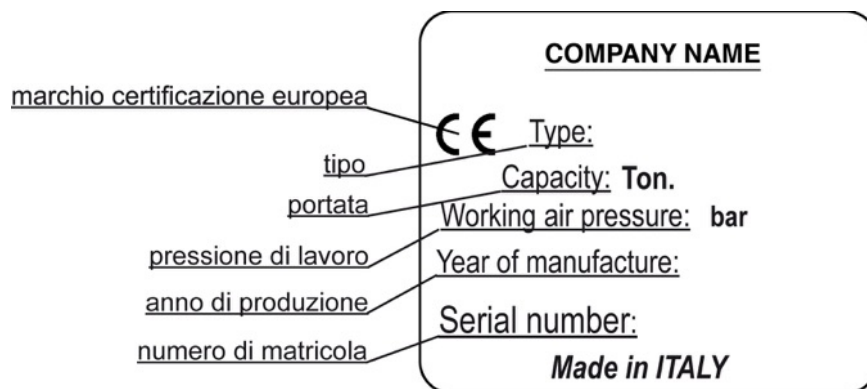 COMPANY NAME
marchio certificazione europea
CE Type:
tipo
Capacity: Ton.
portata
Working air pressure: bar
pressione di lavoro
Year of manufacture:
anno di produzione
Serial number:
numero di matricola
Made in ITALY